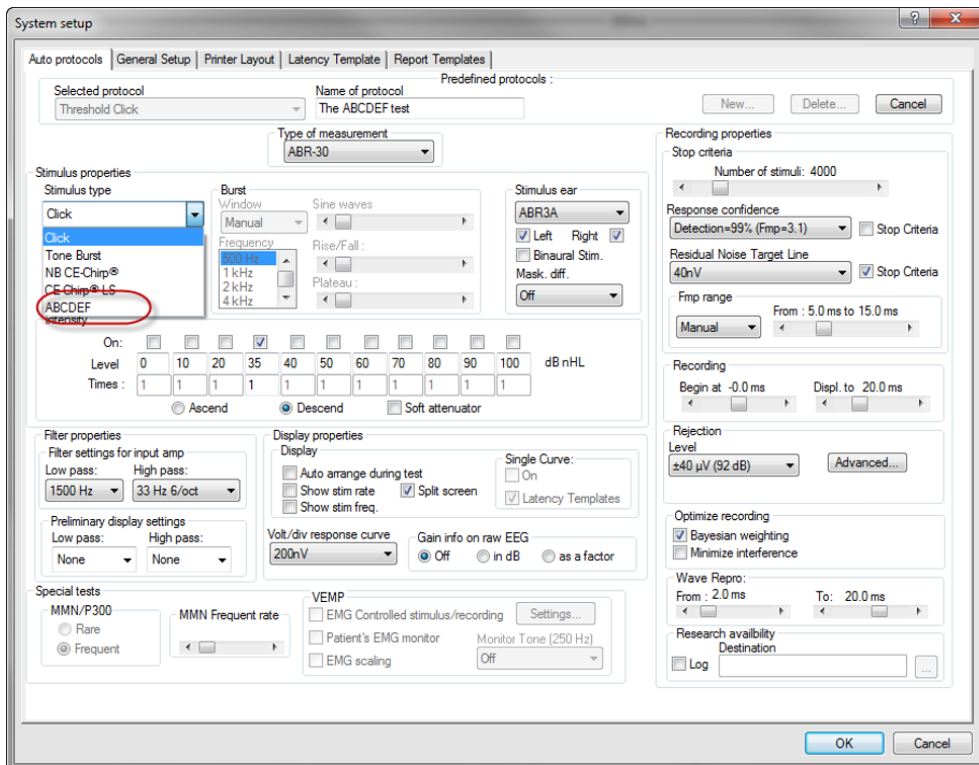 System setup
Auto protocols General Setup Printer Layout Latency Template Report Templates
Predefined protocols :
Selected protocol
Threshold Click
Name of protocol
The ABCDEF test
New... Delete... Cancel
Type of measurement
ABR-30
Stimulus properties
Stimulus type
Click
Click
Tone Burst
NB CE-Chirp®
CE-Chirp® LS
ABCDEF
Burst
Window
Manual
Sine waves
Frequency
500 Hz
1 kHz
2 kHz
4 kHz
Rise/Fall :
Plateau :
Stimulus ear
ABR3A
Left Right
Binaural Stim.
Mask. diff.
Off
Intensity
On:
Level 0 10 20 35 40 50 60 70 80 90 100 dB nHL
Times : 1 1 1 1 1 1 1 1 1 1 1
Ascend Descend Soft attenuator
Filter properties
Filter settings for input amp
Low pass: High pass:
1500 Hz 33 Hz 6/oct
Preliminary display settings
Low pass: High pass:
None None
Display properties
Display
Auto arrange during test
Show stim rate Split screen
Show stim freq.
Single Curve:
On
Latency Templates
Volt/div response curve
200nV
Gain info on raw EEG
Off in dB as a factor
Special tests
MMN/P300
Rare
Frequent
MMN Frequent rate
VEMP
EMG Controlled stimulus/recording Settings...
Patient's EMG monitor
Monitor Tone (250 Hz)
EMG scaling
Off
Recording properties
Stop criteria
Number of stimuli: 4000
Response confidence
Detection=99% (Fmp=3.1) Stop Criteria
Residual Noise Target Line
40nV Stop Criteria
Fmp range
From : 5.0 ms to 15.0 ms
Manual
Recording
Begin at -0.0 ms Displ. to 20.0 ms
Rejection
Level
±40 µV (92 dB) Advanced...
Optimize recording
Bayesian weighting
Minimize interference
Wave Repro:
From : 2.0 ms To: 20.0 ms
Research availbility
Destination
Log ...
OK Cancel